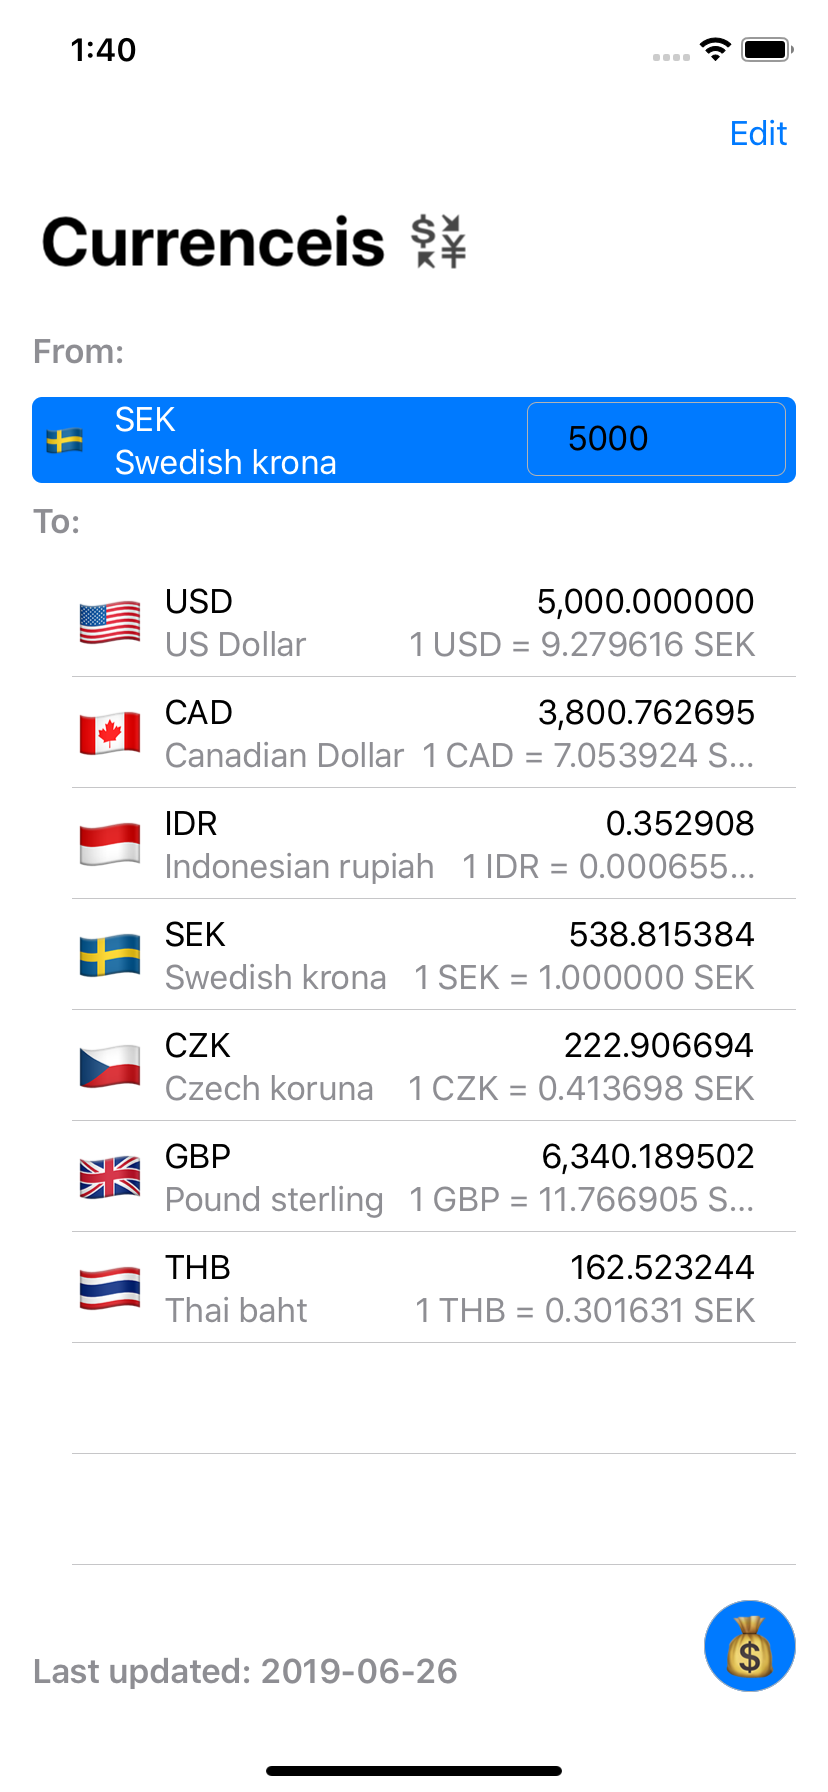 1:40
Edit
Currenceis
From:
SEK
Swedish krona
5000
To:
USD 5,000.000000
US Dollar 1 USD = 9.279616 SEK
CAD 3,800.762695
Canadian Dollar 1 CAD = 7.053924 S...
IDR 0.352908
Indonesian rupiah 1 IDR = 0.000655...
SEK 538.815384
Swedish krona 1 SEK = 1.000000 SEK
CZK 222.906694
Czech koruna 1 CZK = 0.413698 SEK
GBP 6,340.189502
Pound sterling 1 GBP = 11.766905 S...
THB 162.523244
Thai baht 1 THB = 0.301631 SEK
Last updated: 2019-06-26